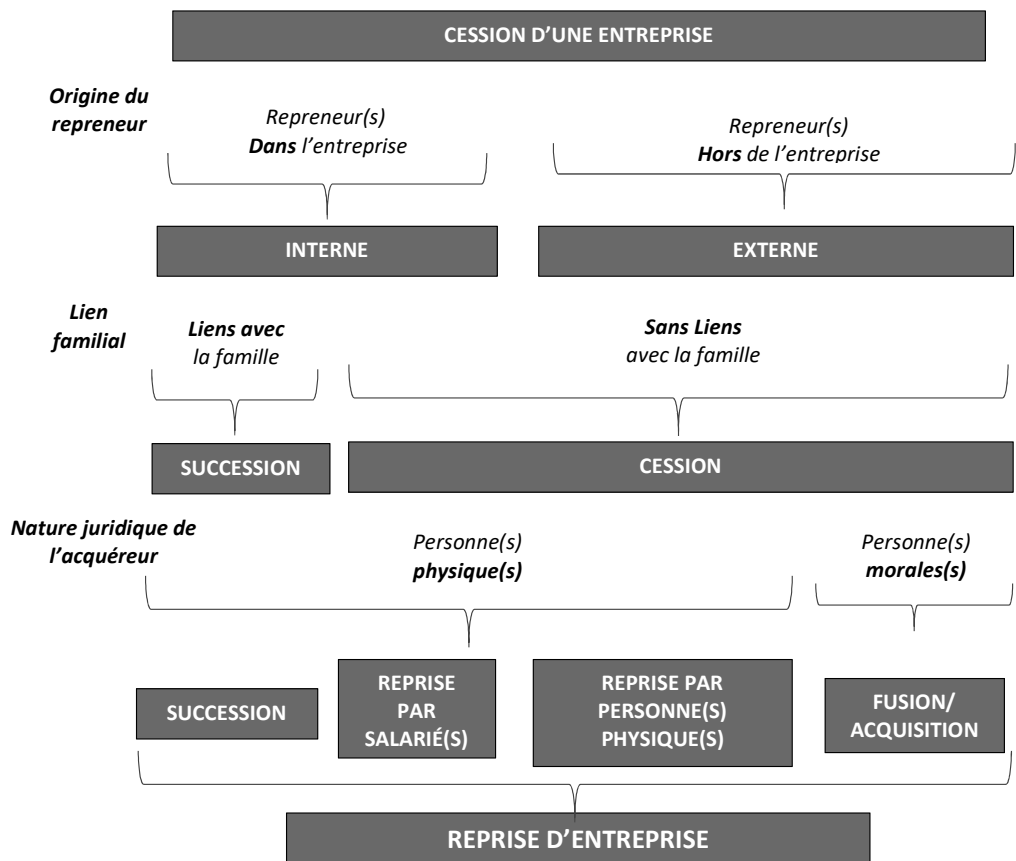 CESSION D’UNE ENTREPRISE
Origine du
repreneur
Repreneur(s)
Dans l’entreprise
Repreneur(s)
Hors de l’entreprise
INTERNE
EXTERNE
Lien
familial
Liens avec
la famille
Sans Liens
avec la famille
SUCCESSION
CESSION
Nature juridique de
l’acquéreur
Personne(s)
physique(s)
Personne(s)
morales(s)
SUCCESSION
REPRISE
PAR
SALARIÉ(S)
REPRISE PAR
PERSONNE(S)
PHYSIQUE(S)
FUSION/
ACQUISITION
REPRISE D’ENTREPRISE